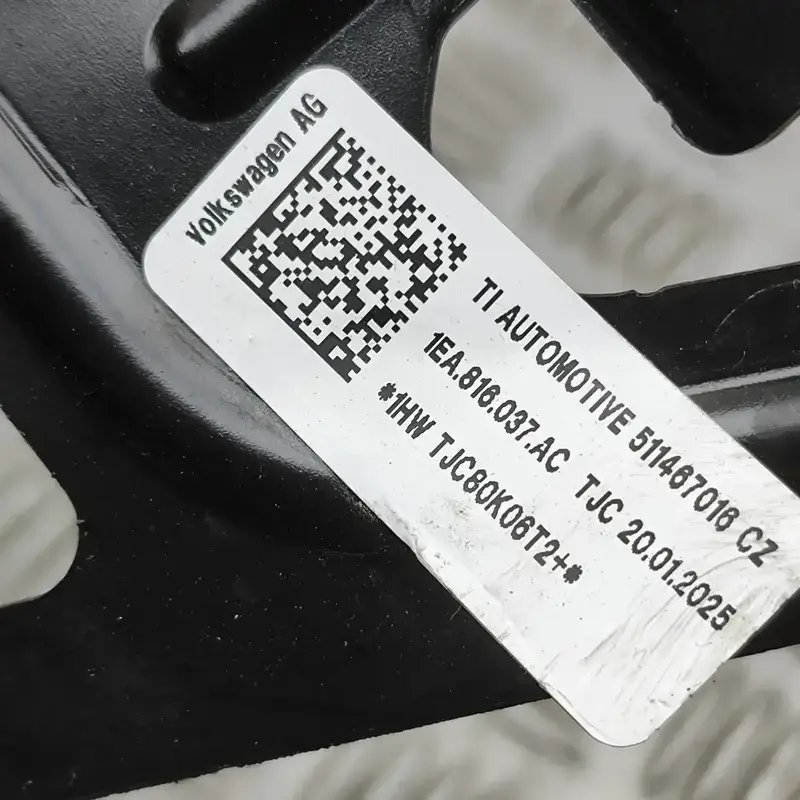 Volkswagen AG
TI AUTOMOTIVE 511467016 CZ
1EA.816.037.AC TJC 20.01.2025
*1HW TJC80K06T2+*